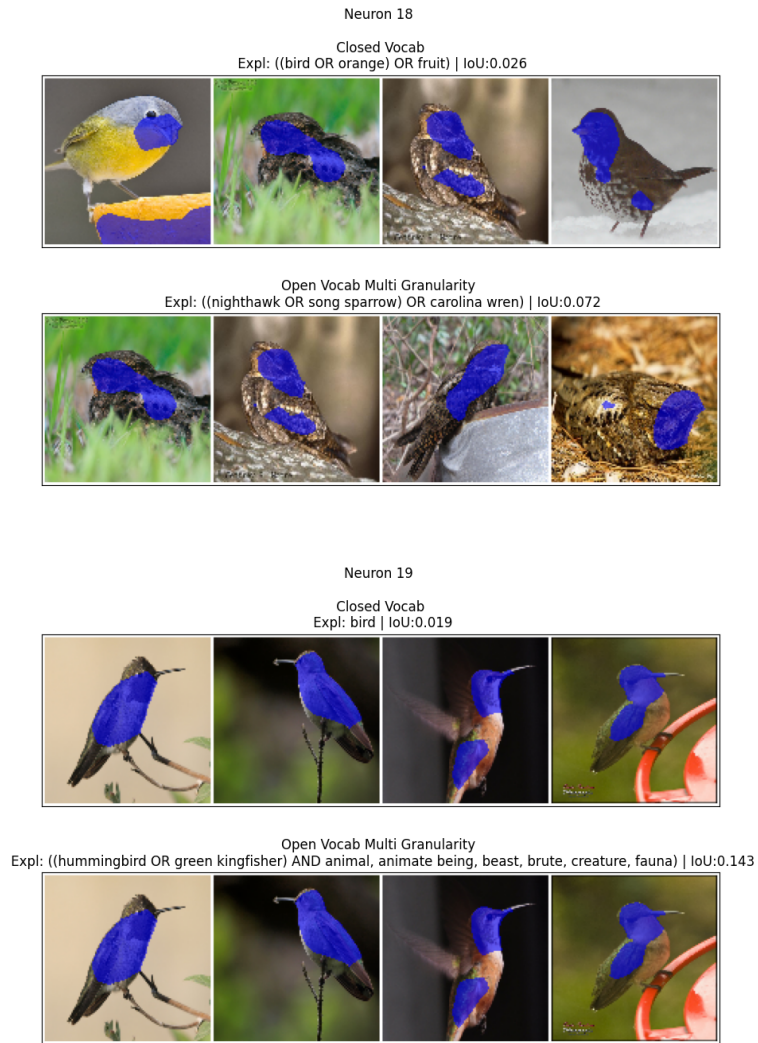 Neuron 18
Closed Vocab
Expl: ((bird OR orange) OR fruit) | IoU:0.026
Open Vocab Multi Granularity
Expl: ((nighthawk OR song sparrow) OR carolina wren) | IoU:0.072
Neuron 19
Closed Vocab
Expl: bird | IoU:0.019
Open Vocab Multi Granularity
Expl: ((hummingbird OR green kingfisher) AND animal, animate being, beast, brute, creature, fauna) | IoU:0.143